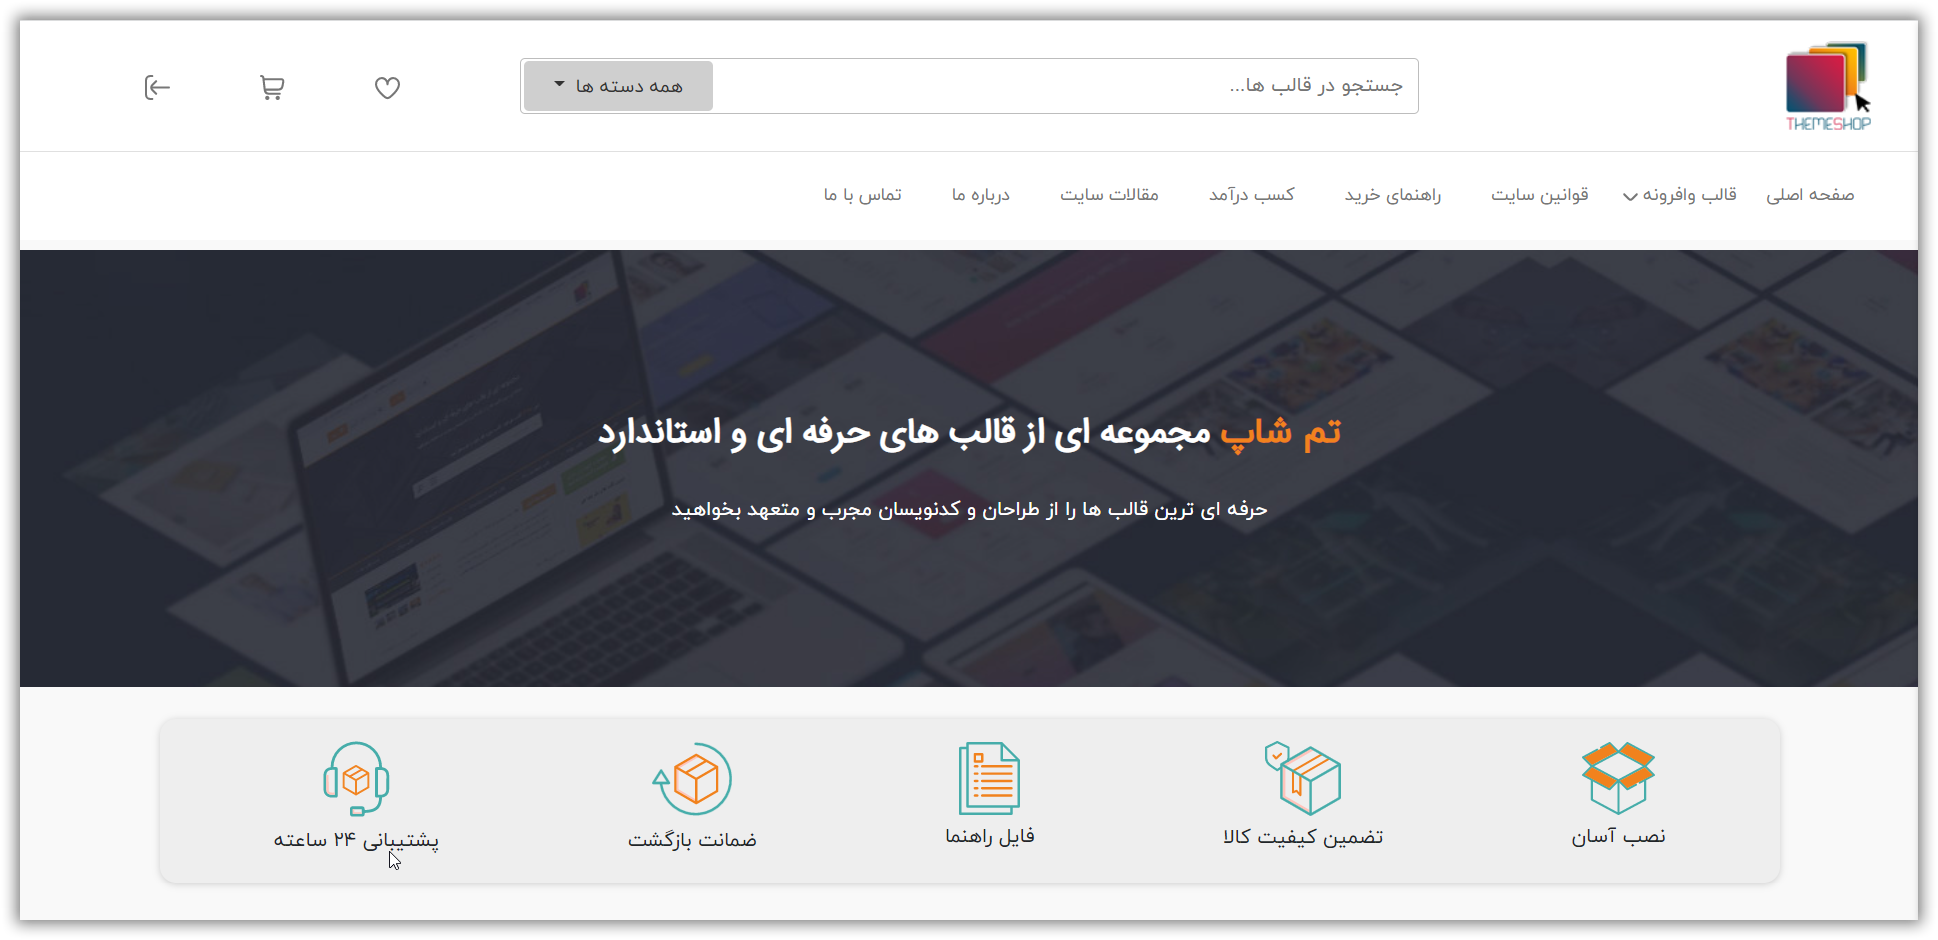 THEMESHOP
جستجو در قالب ها...
همه دسته ها
صفحه اصلی
قالب وافرونه
قوانین سایت
راهنمای خرید
کسب درآمد
مقالات سایت
درباره ما
تماس با ما
تم شاپ مجموعه ای از قالب های حرفه ای و استاندارد
حرفه ای ترین قالب ها را از طراحان و کدنویسان مجرب و متعهد بخواهید
نصب آسان
تضمین کیفیت کالا
فایل راهنما
ضمانت بازگشت
پشتیبانی ۲۴ ساعته